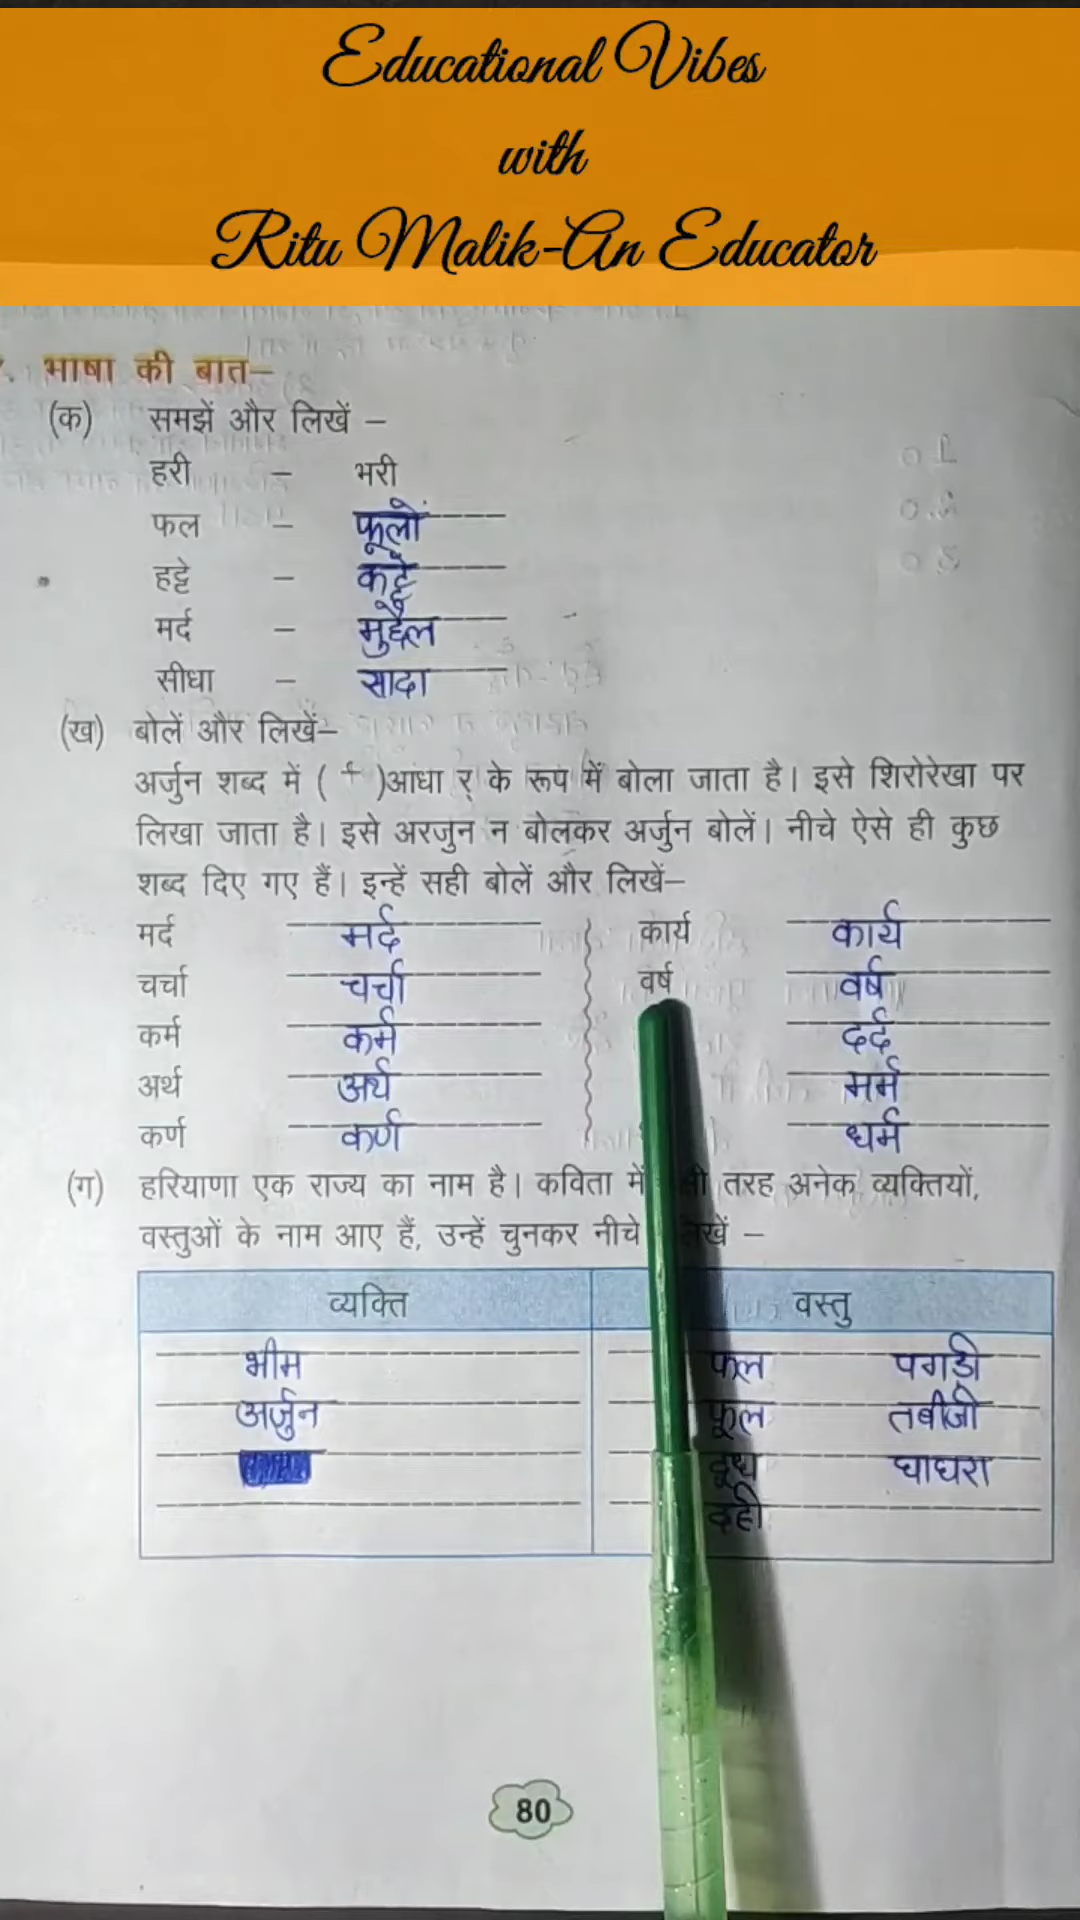 Educational Vibes
with
Ritu Malik-An Educator
भाषा की बात–
(क) समझें और लिखें –
हरी – भरी
फल – फूलों
हट्टे – कट्टे
मर्द –
सीधा – सादा
(ख) बोलें और लिखें–
अर्जुन शब्द में ( र्‍ )आधा र् के रूप में बोला जाता है। इसे शिरोरेखा पर
लिखा जाता है। इसे अरजुन न बोलकर अर्जुन बोलें। नीचे ऐसे ही कुछ
शब्द दिए गए हैं। इन्हें सही बोलें और लिखें–
मर्द मर्द कार्य कार्य
चर्चा चर्चा वर्ष वर्ष
कर्म कर्म दर्द
अर्थ अर्थ मर्म
कर्ण कर्ण धर्म
(ग) हरियाणा एक राज्य का नाम है। कविता में तरह अनेक व्यक्तियों,
वस्तुओं के नाम आए हैं, उन्हें चुनकर नीचे –
व्यक्ति वस्तु
भीम फल पगड़ी
अर्जुन फूल तबीजी
दूध घाघरा
दही
80